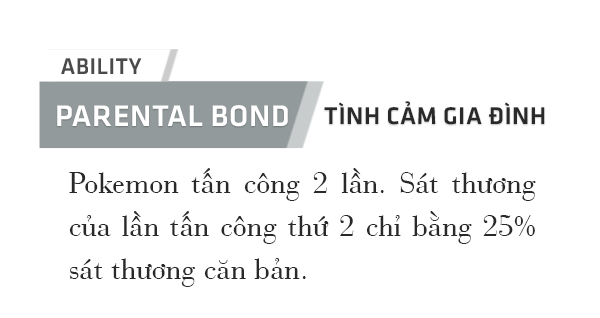 ABILITY
PARENTAL BOND TÌNH CẢM GIA ĐÌNH
Pokemon tấn công 2 lần. Sát thương
của lần tấn công thứ 2 chỉ bằng 25%
sát thương căn bản.